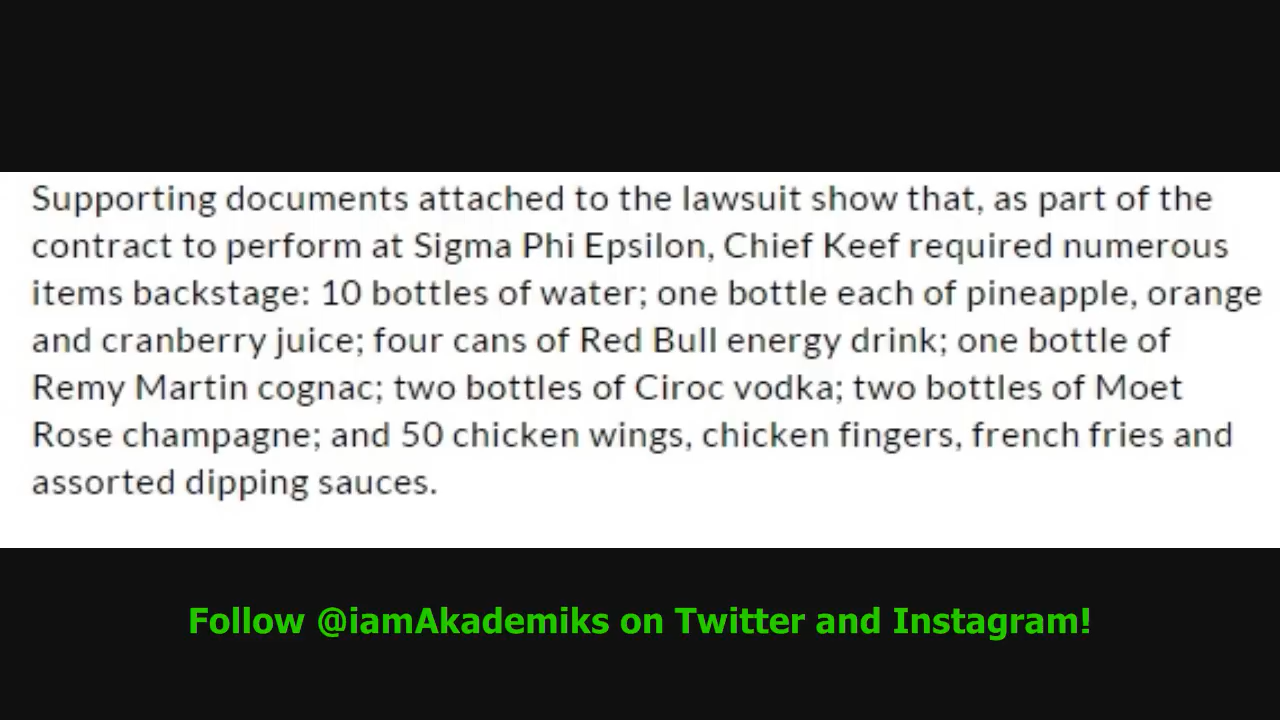 Supporting documents attached to the lawsuit show that, as part of the
contract to perform at Sigma Phi Epsilon, Chief Keef required numerous
items backstage: 10 bottles of water; one bottle each of pineapple, orange
and cranberry juice; four cans of Red Bull energy drink; one bottle of
Remy Martin cognac; two bottles of Ciroc vodka; two bottles of Moet
Rose champagne; and 50 chicken wings, chicken fingers, french fries and
assorted dipping sauces.
Follow @iamAkademiks on Twitter and Instagram!